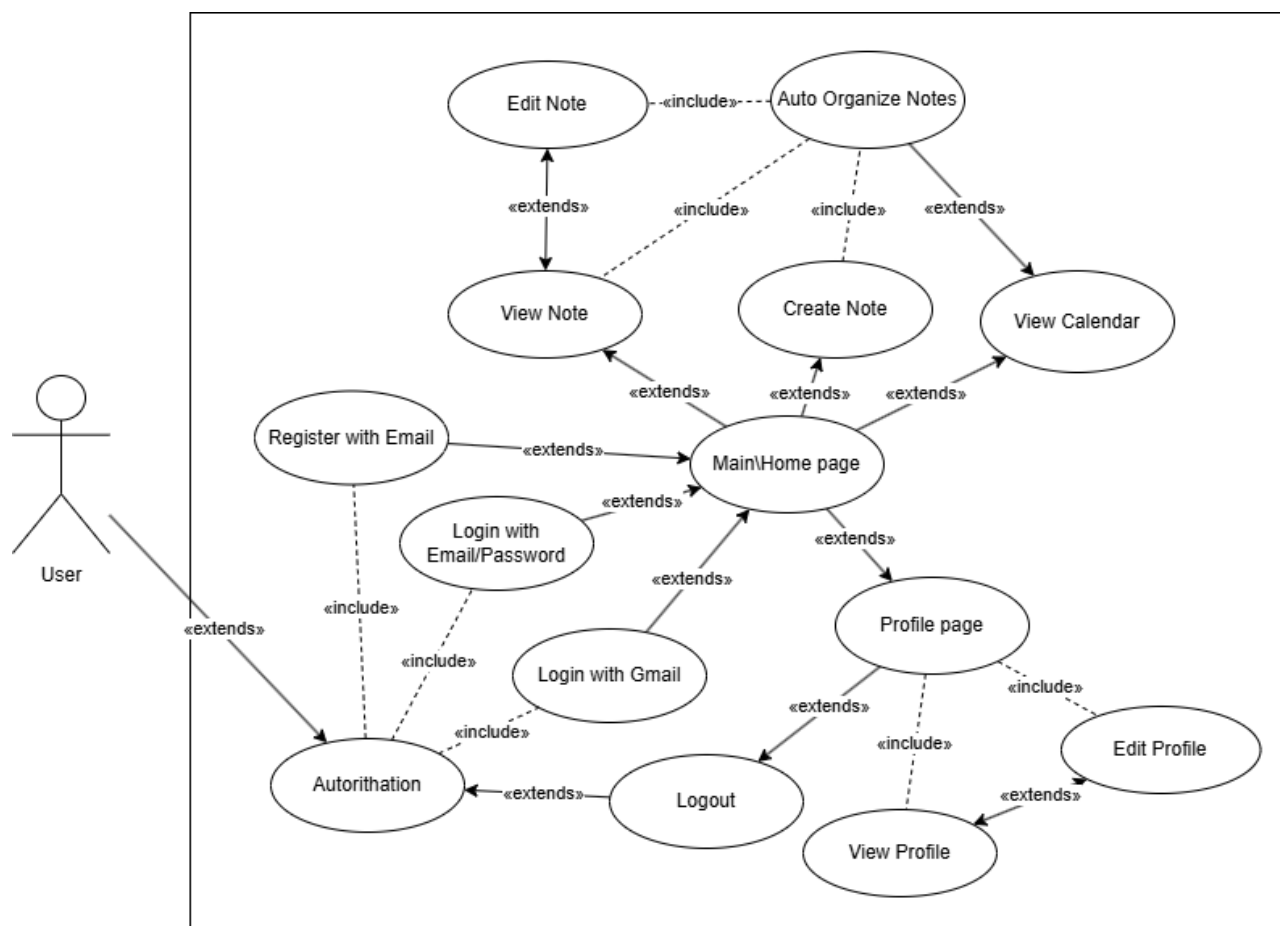 Edit Note
«include»
Auto Organize Notes
«extends»
«include»
«include»
«extends»
View Note
Create Note
View Calendar
«extends»
«extends»
«extends»
Register with Email
«extends»
Main\Home page
«extends»
Login with
Email/Password
«extends»
User
«extends»
«include»
«extends»
«include»
Login with Gmail
Profile page
«include»
«extends»
«include»
«include»
Edit Profile
Autorithation
«extends»
Logout
«extends»
View Profile